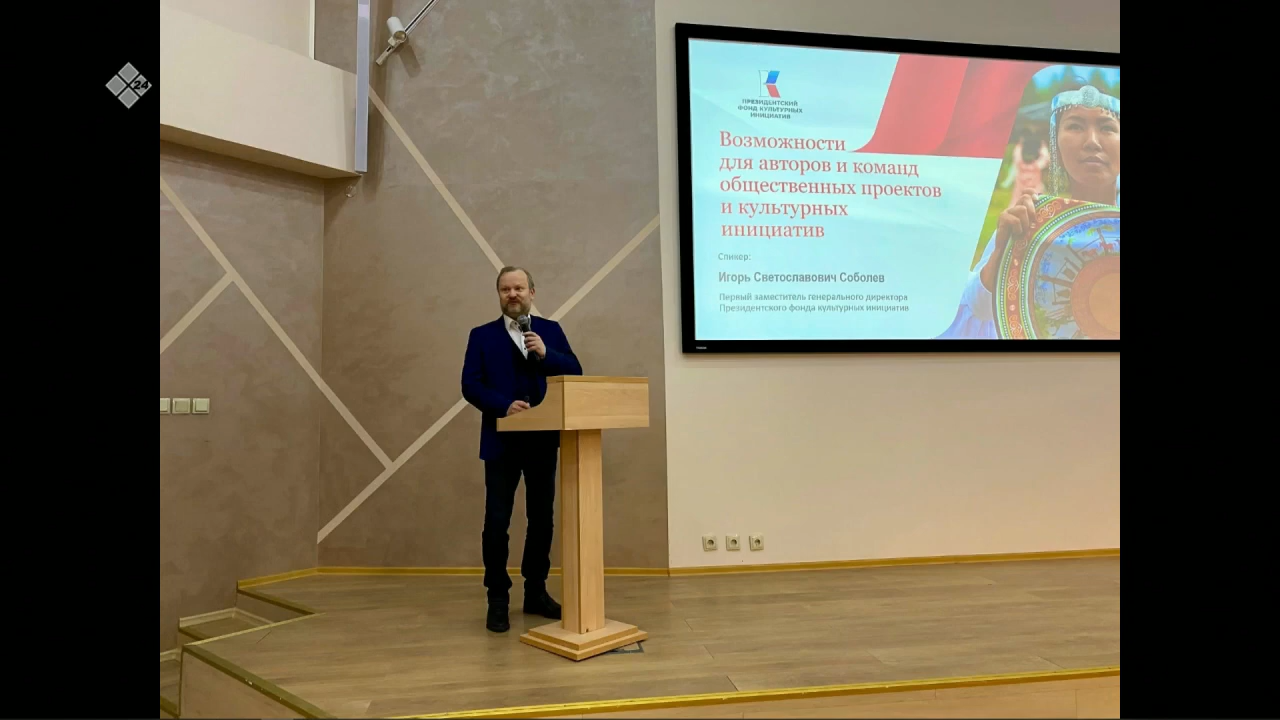 x24
ПРЕЗИДЕНТСКИЙ
ФОНД КУЛЬТУРНЫХ
ИНИЦИАТИВ
Возможности
для авторов и команд
общественных проектов
и культурных
инициатив
Спикер:
Игорь Светославович Соболев
Первый заместитель генерального директора
Президентского фонда культурных инициатив